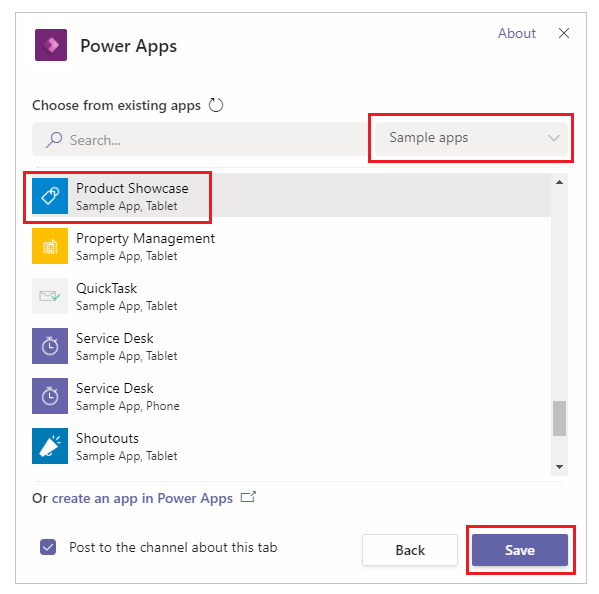 Power Apps
About
Choose from existing apps
Search...
Sample apps
Product Showcase
Sample App, Tablet
Property Management
Sample App, Tablet
QuickTask
Sample App, Tablet
Service Desk
Sample App, Tablet
Service Desk
Sample App, Phone
Shoutouts
Sample App, Tablet
Or create an app in Power Apps
Post to the channel about this tab
Back
Save